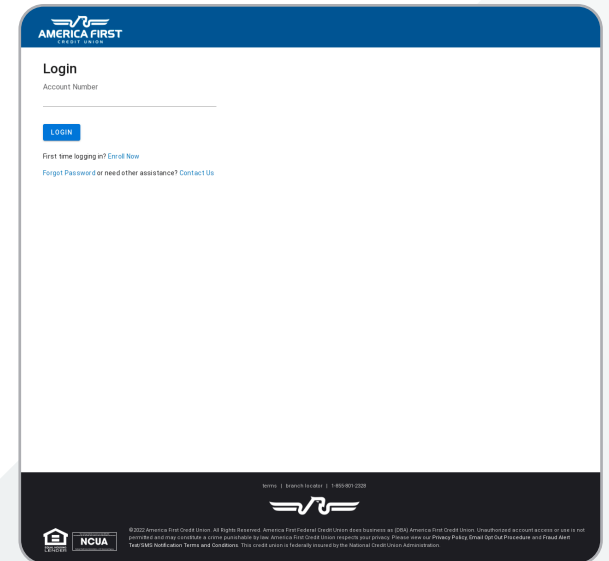 AMERICA FIRST
CREDIT UNION
Login
Account Number
LOGIN
First time logging in? Enroll Now
Forgot Password or need other assistance? Contact Us
terms | branch locator | 1-855-801-2328
©2022 America First Credit Union. All Rights Reserved. America First Federal Credit Union does business as (DBA) America First Credit Union. Unauthorized account access or use is not
permitted and may constitute a crime punishable by law. America First Credit Union respects your privacy. Please view our Privacy Policy, Email Opt Out Procedure and Fraud Alert
Text/SMS Notification Terms and Conditions. This credit union is federally insured by the National Credit Union Administration.
NCUA
LENDER